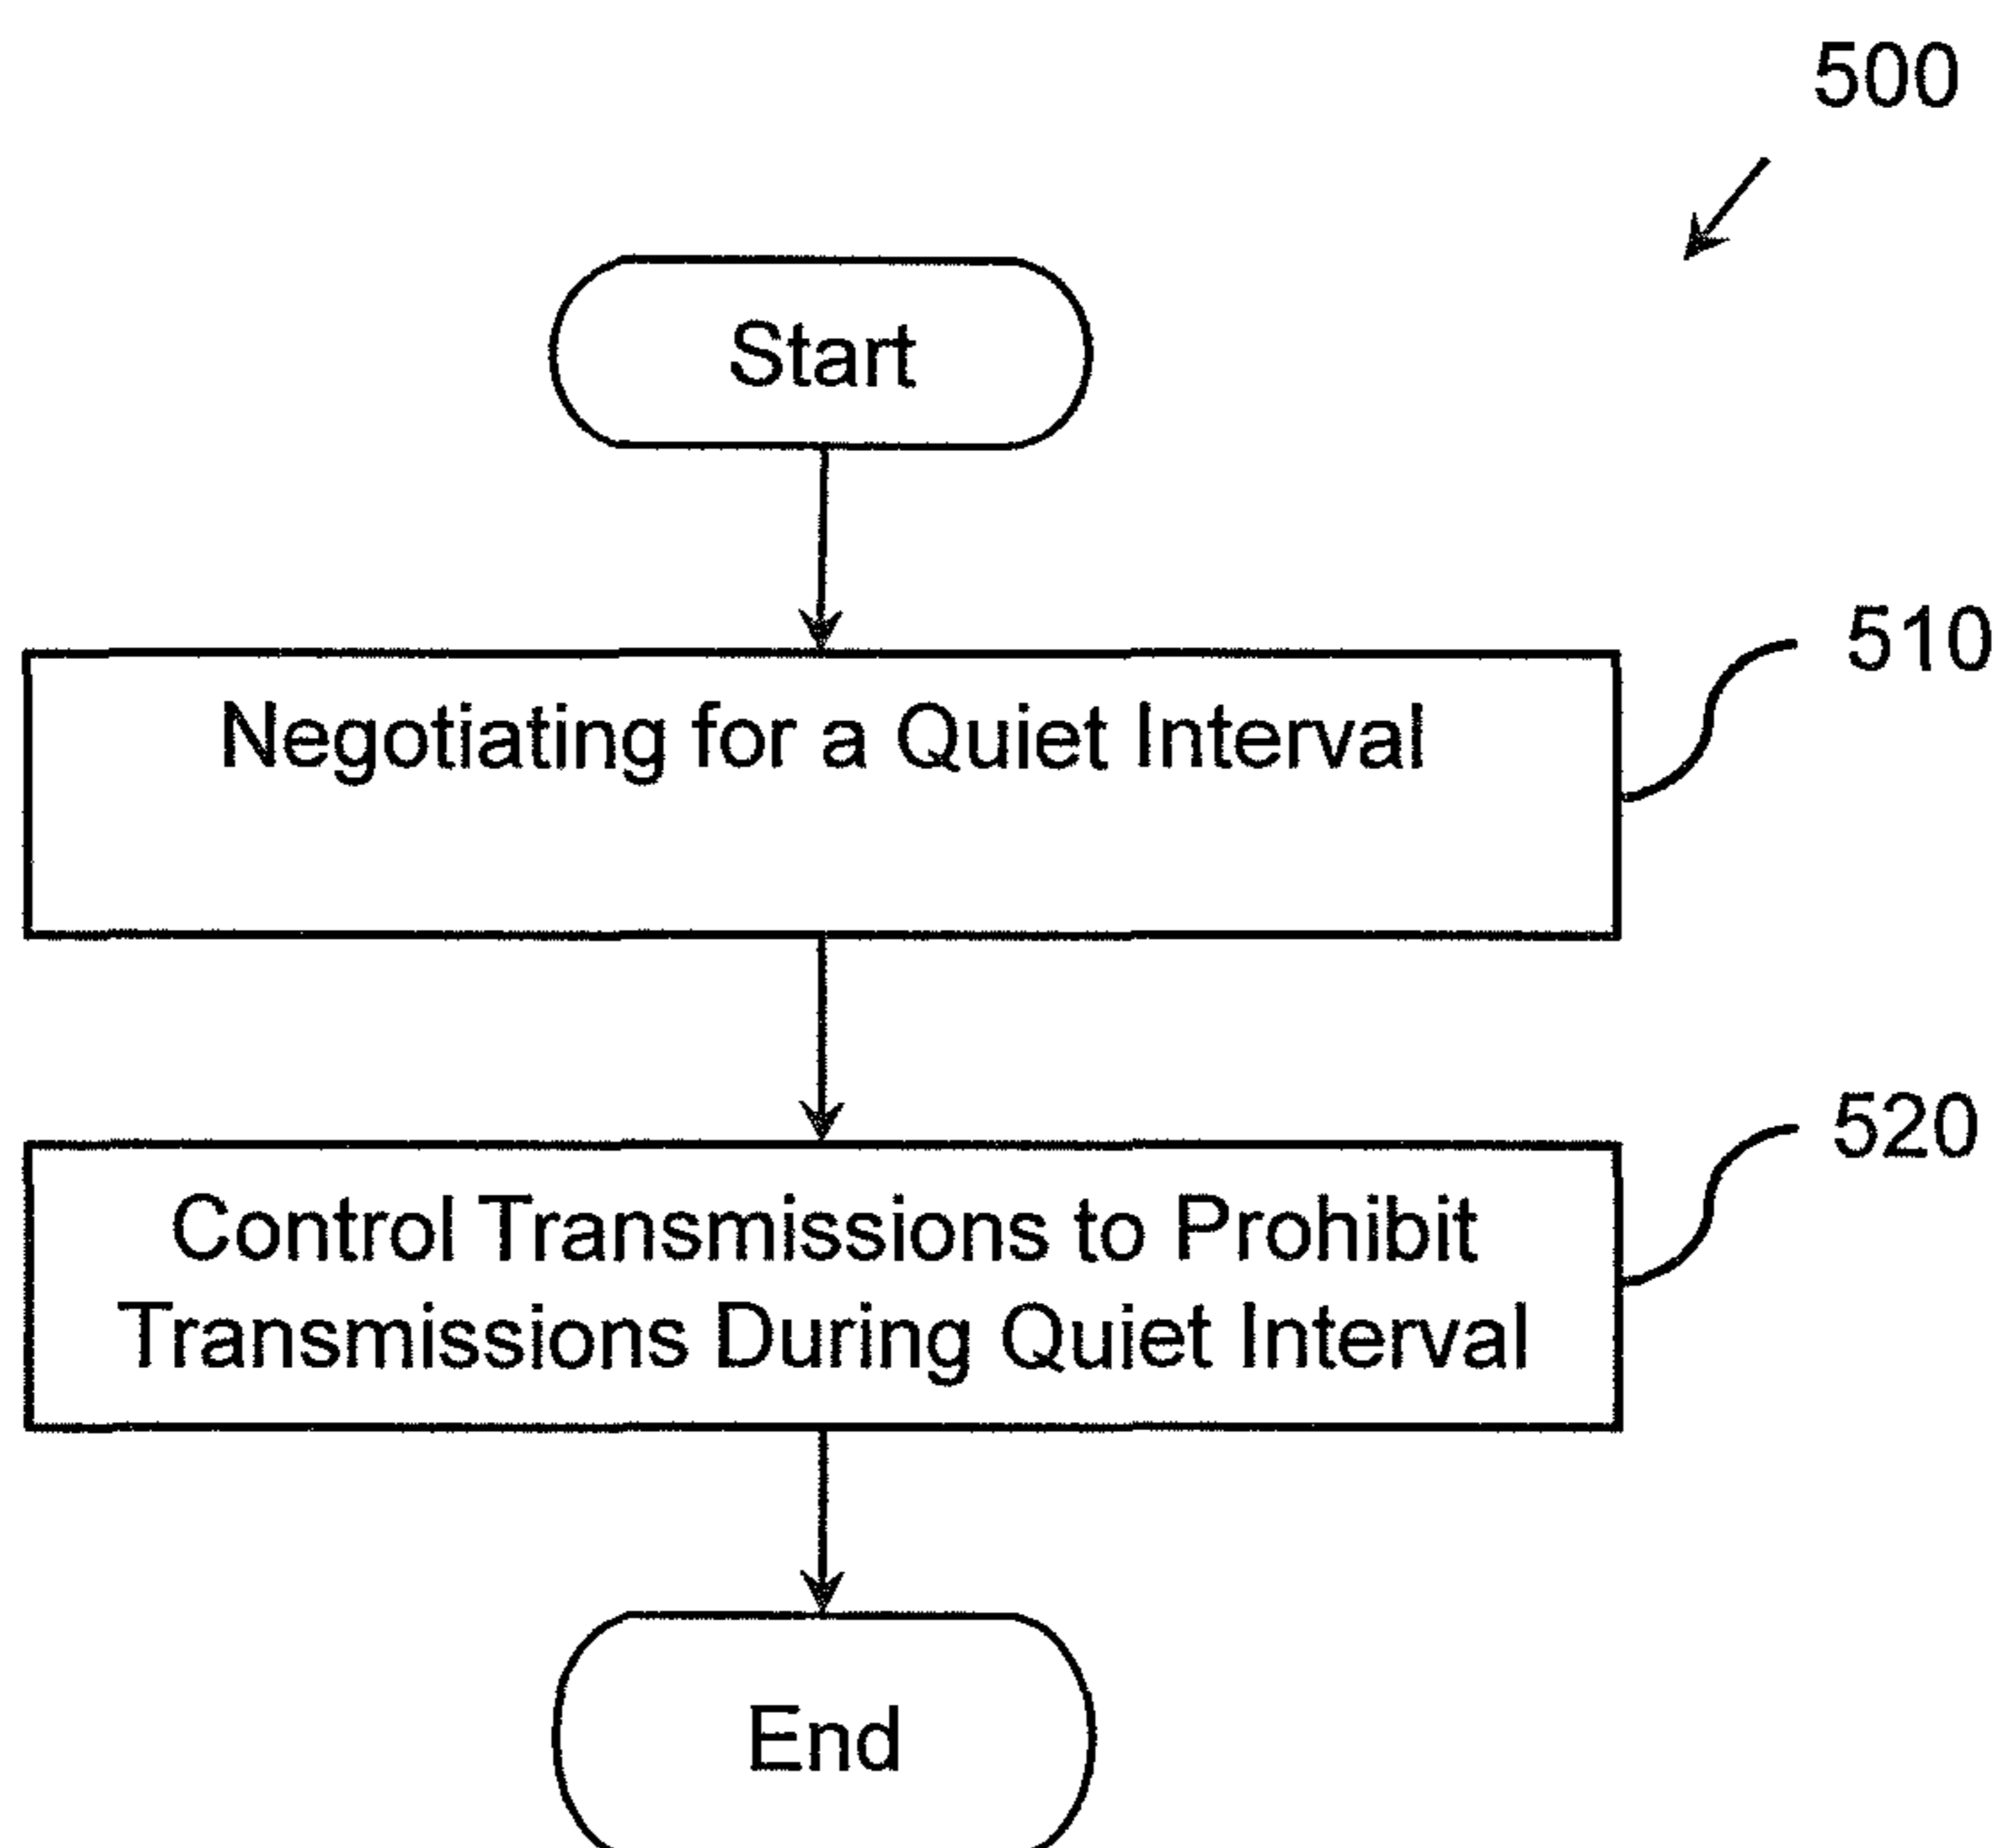 500
Start
Negotiating for a Quiet Interval
510
Control Transmissions to Prohibit
Transmissions During Quiet Interval
520
End